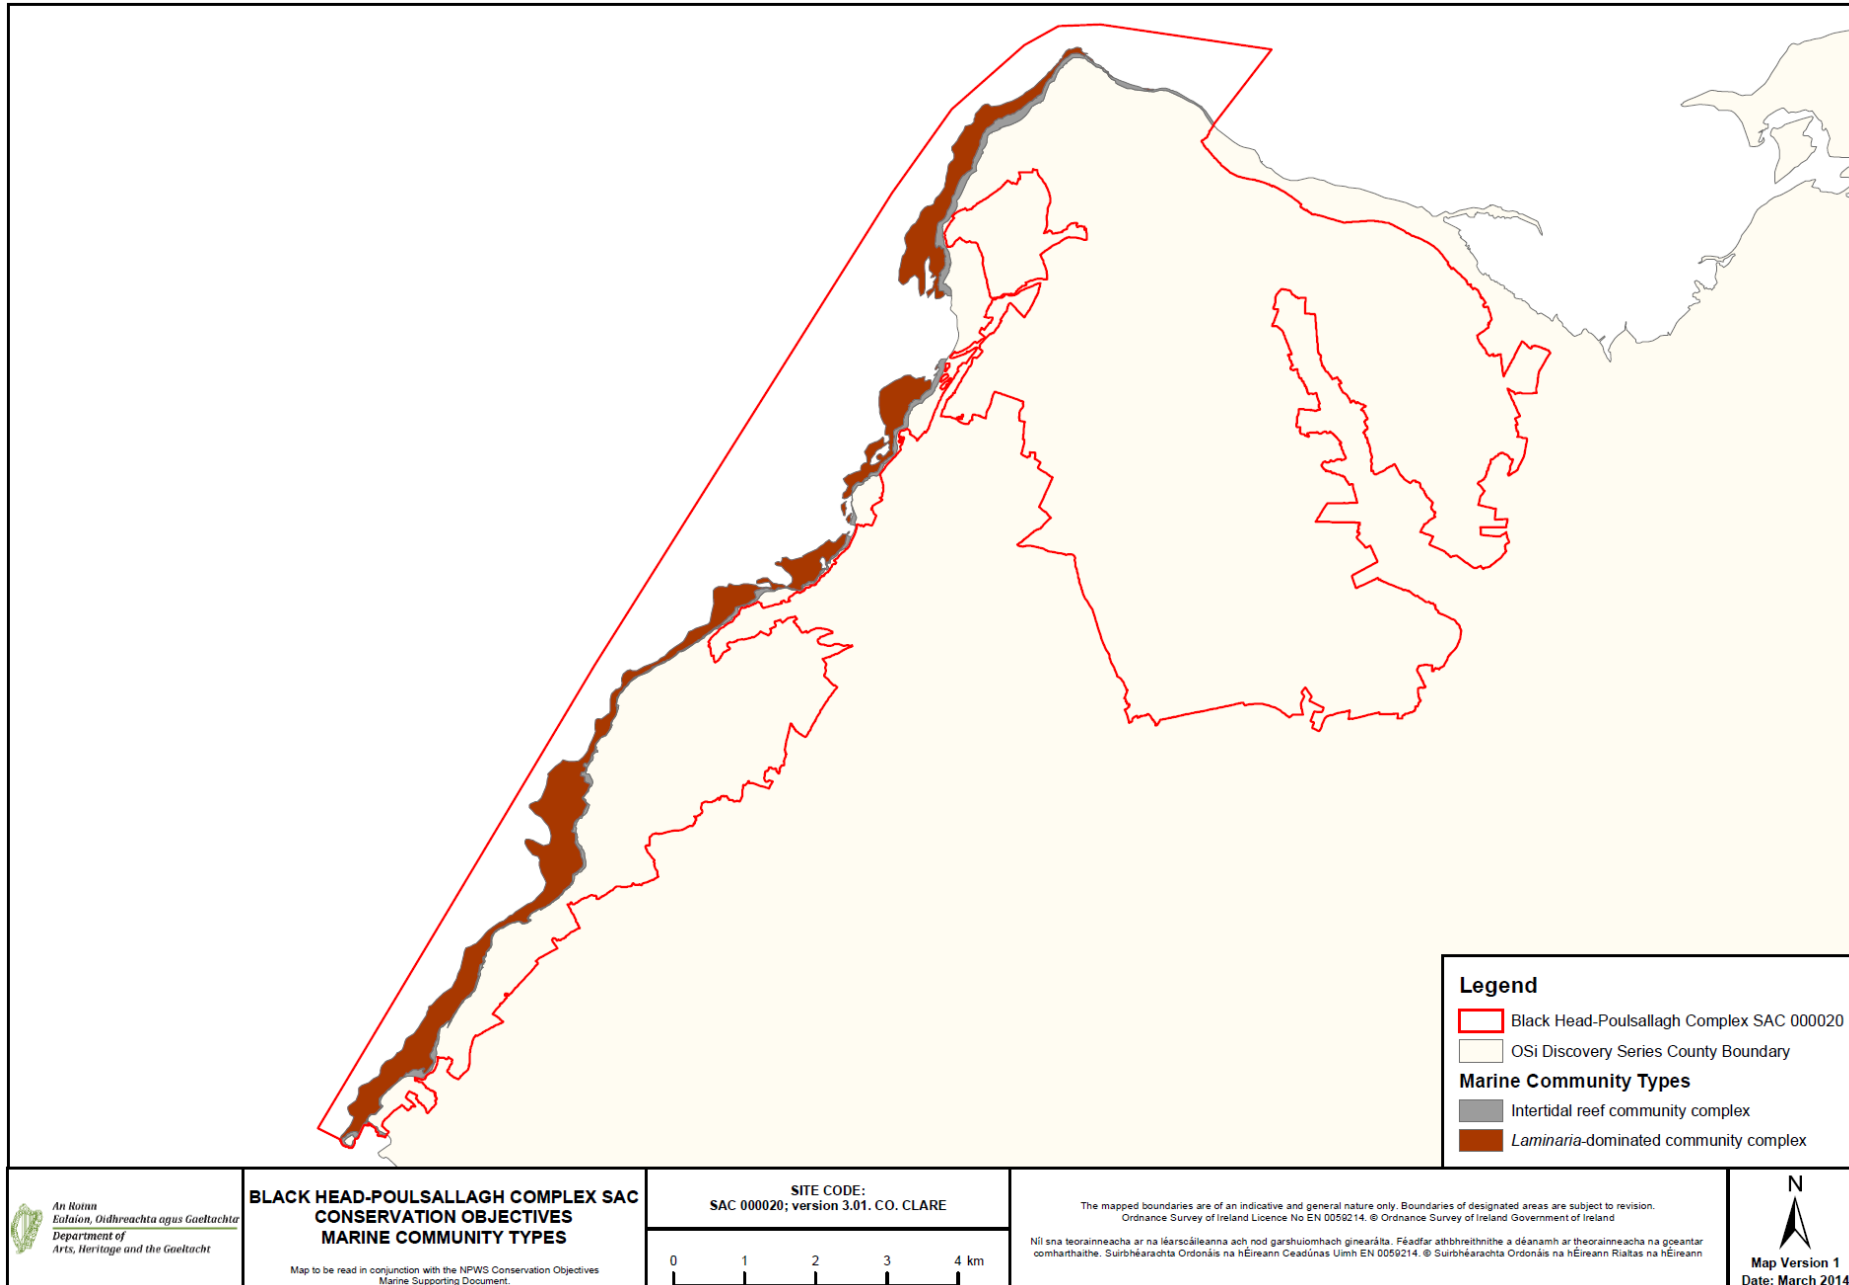 Legend
Black Head-Poulsallagh Complex SAC 000020
OSi Discovery Series County Boundary
Marine Community Types
Intertidal reef community complex
Laminaria-dominated community complex
An Roinn
Ealaíon, Oidhreachta agus Gaeltachta
Department of
Arts, Heritage and the Gaeltacht
BLACK HEAD-POULSALLAGH COMPLEX SAC
CONSERVATION OBJECTIVES
MARINE COMMUNITY TYPES
Map to be read in conjunction with the NPWS Conservation Objectives
Marine Supporting Document.
SITE CODE:
SAC 000020; version 3.01. CO. CLARE
0 1 2 3 4 km
The mapped boundaries are of an indicative and general nature only. Boundaries of designated areas are subject to revision.
Ordnance Survey of Ireland Licence No EN 0059214. © Ordnance Survey of Ireland Government of Ireland
Níl sna teorainneacha ar na léarscáileanna ach nod garshuiomhach ginearálta. Féadfar athbhreithnithe a déanamh ar theorainneacha na gceantar
comharthaithe. Suirbhéarachta Ordonáis na hÉireann Ceadúnas Uimh EN 0059214. © Suirbhéarachta Ordonáis na hÉireann Rialtas na hÉireann
N
Map Version 1
Date: March 2014